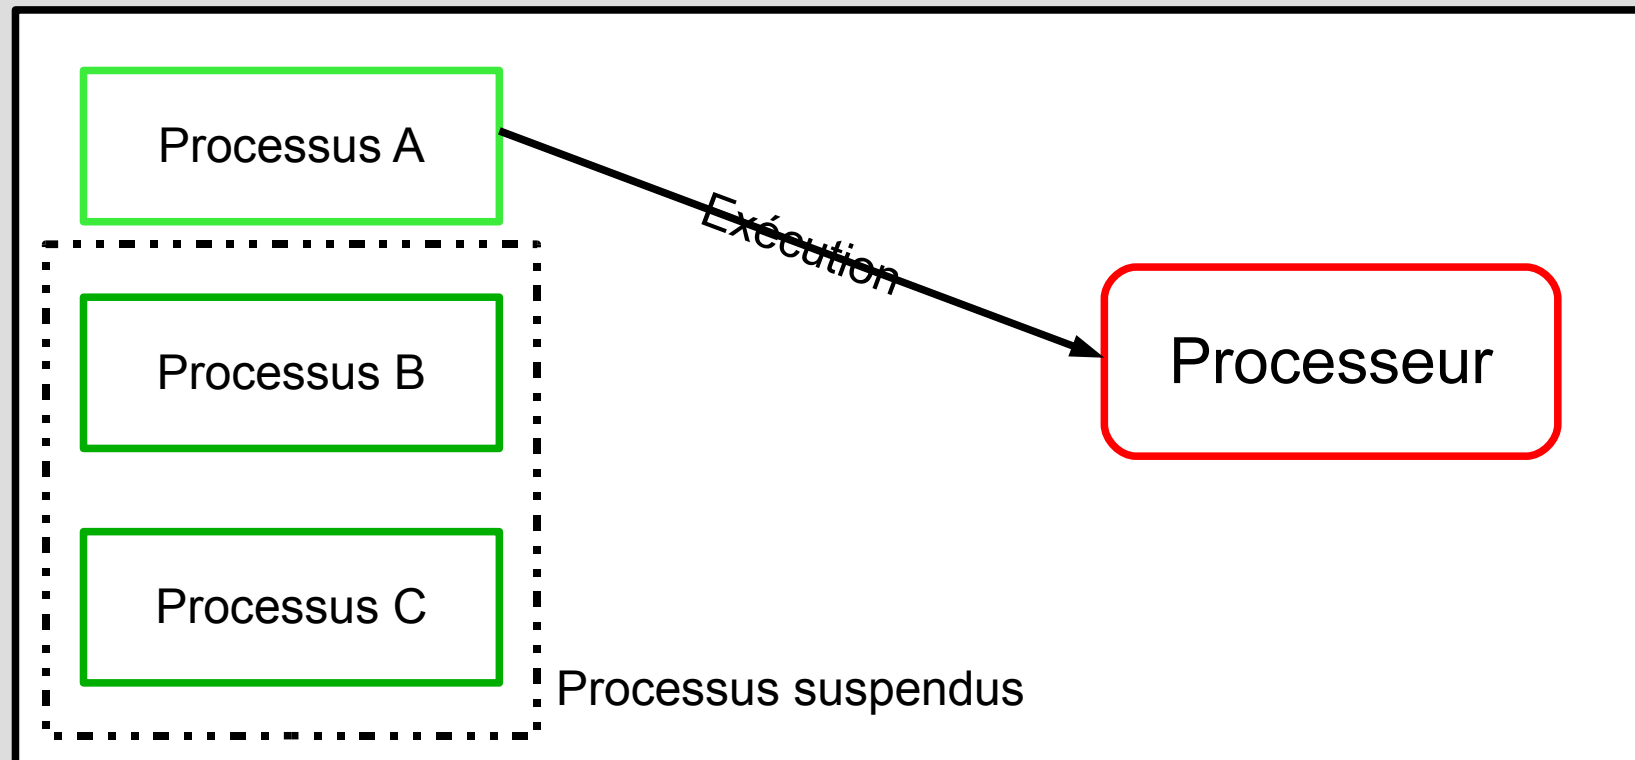 Processus A
Exécution
Processus B
Processeur
Processus C
Processus suspendus